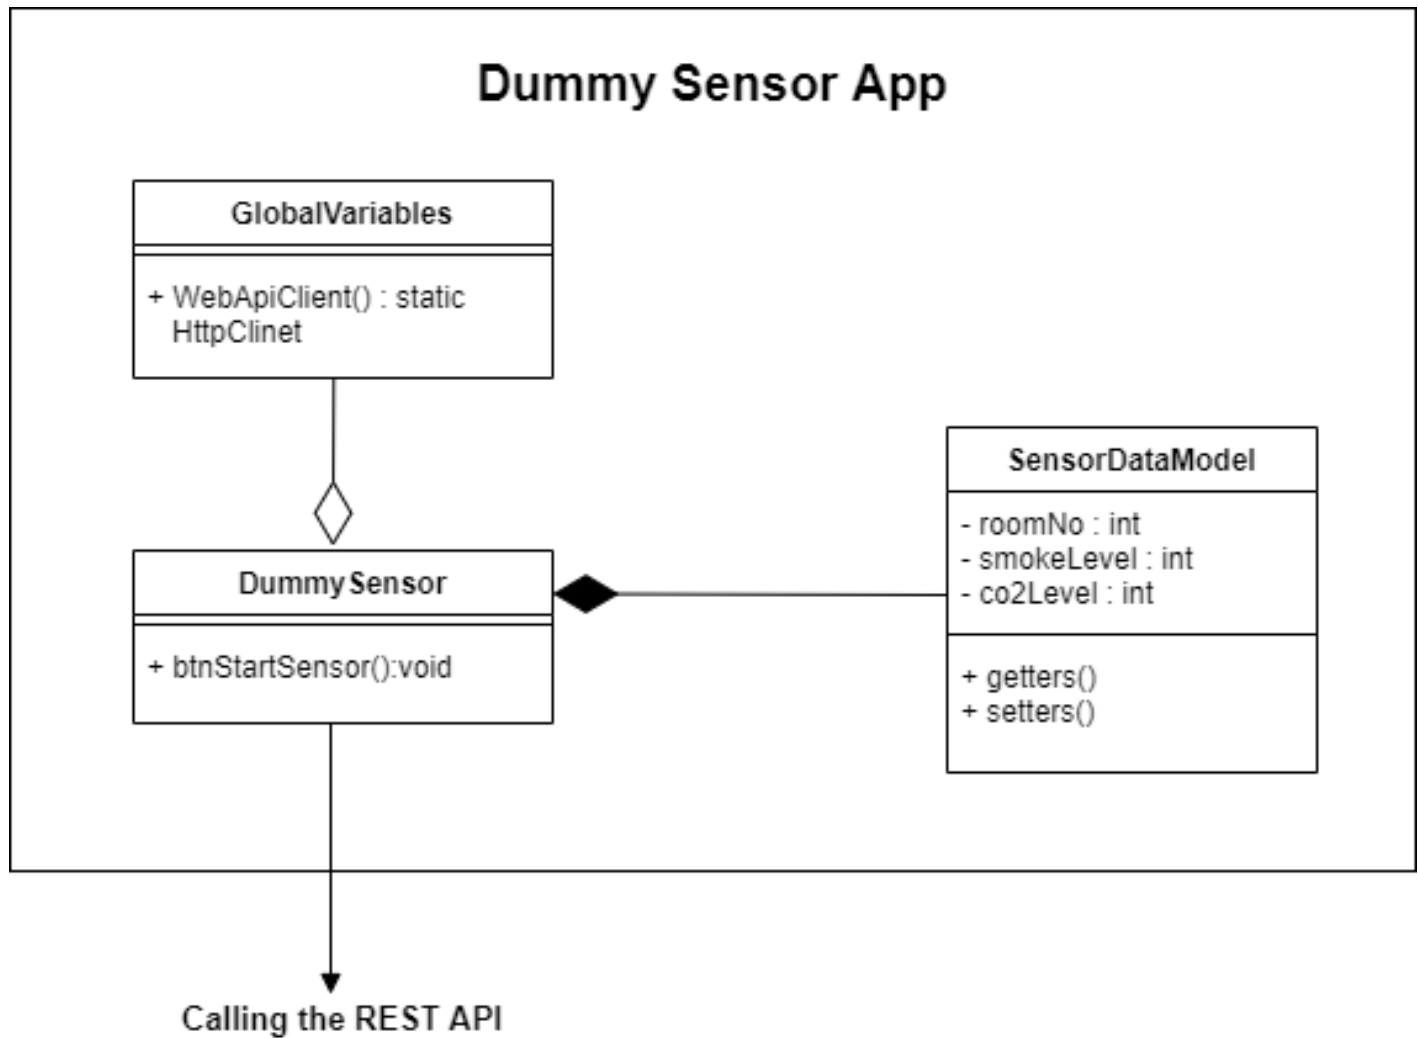 Dummy Sensor App
GlobalVariables
+ WebApiClient() : static
HttpClinet
SensorDataModel
- roomNo : int
- smokeLevel : int
- co2Level : int
+ getters()
+ setters()
DummySensor
+ btnStartSensor():void
Calling the REST API